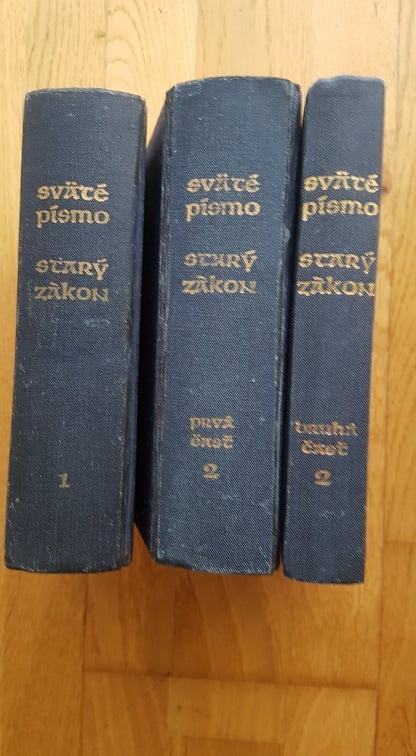 Sväté
písmo
Starý
zákon
1
Sväté
písmo
Starý
zákon
prvá
časť
2
Sväté
písmo
Starý
zákon
druhá
časť
2